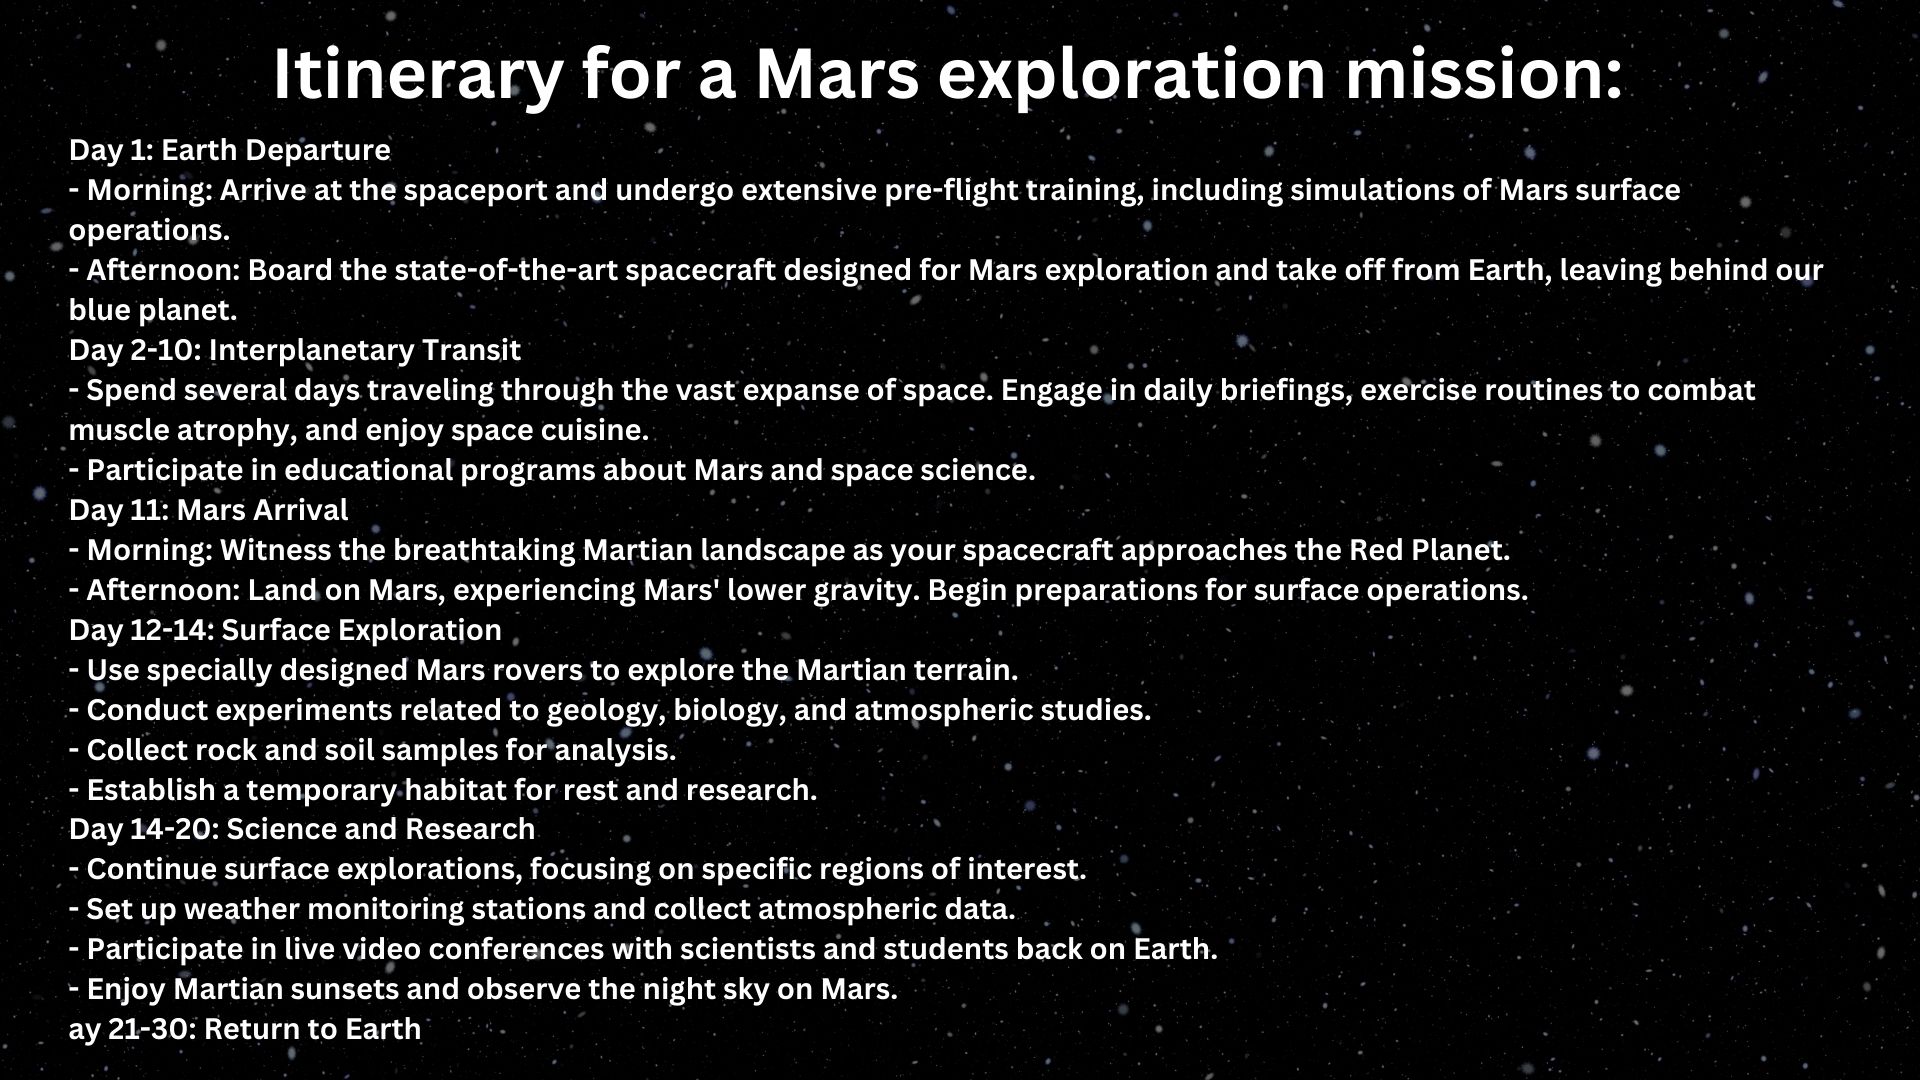 Itinerary for a Mars exploration mission:
Day 1: Earth Departure
- Morning: Arrive at the spaceport and undergo extensive pre-flight training, including simulations of Mars surface
operations.
- Afternoon: Board the state-of-the-art spacecraft designed for Mars exploration and take off from Earth, leaving behind our
blue planet.
Day 2-10: Interplanetary Transit
- Spend several days traveling through the vast expanse of space. Engage in daily briefings, exercise routines to combat
muscle atrophy, and enjoy space cuisine.
- Participate in educational programs about Mars and space science.
Day 11: Mars Arrival
- Morning: Witness the breathtaking Martian landscape as your spacecraft approaches the Red Planet.
- Afternoon: Land on Mars, experiencing Mars' lower gravity. Begin preparations for surface operations.
Day 12-14: Surface Exploration
- Use specially designed Mars rovers to explore the Martian terrain.
- Conduct experiments related to geology, biology, and atmospheric studies.
- Collect rock and soil samples for analysis.
- Establish a temporary habitat for rest and research.
Day 14-20: Science and Research
- Continue surface explorations, focusing on specific regions of interest.
- Set up weather monitoring stations and collect atmospheric data.
- Participate in live video conferences with scientists and students back on Earth.
- Enjoy Martian sunsets and observe the night sky on Mars.
ay 21-30: Return to Earth